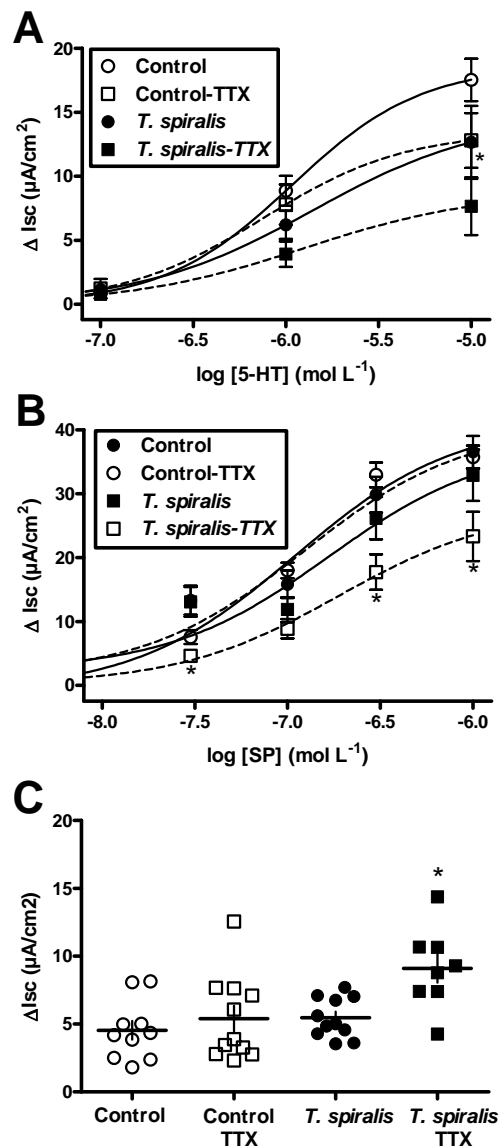 A
Δ Isc (µA/cm²)
20
15
10
5
0
Control
Control-TTX
T. spiralis
T. spiralis-TTX
*
-7.0 -6.5 -6.0 -5.5 -5.0
log [5-HT] (mol L⁻¹)
B
Δ Isc (µA/cm²)
40
30
20
10
0
Control
Control-TTX
T. spiralis
T. spiralis-TTX
* * *
-8.0 -7.5 -7.0 -6.5 -6.0
log [SP] (mol L⁻¹)
C
ΔIsc (µA/cm2)
20
15
10
5
0
*
Control Control T. spiralis T. spiralis
TTX TTX